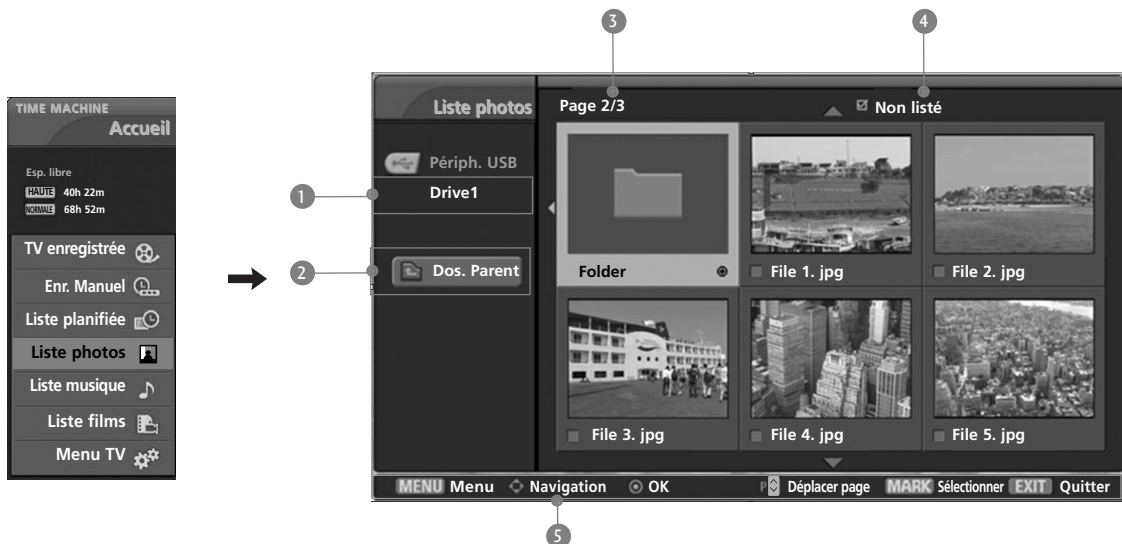 TIME MACHINE
Accueil
Esp. libre
HAUTE 40h 22m
NORMALE 68h 52m
TV enregistrée
Enr. Manuel
Liste planifiée
Liste photos
Liste musique
Liste films
Menu TV
3
4
Liste photos
Page 2/3
Non listé
Périph. USB
1
Drive1
2
Dos. Parent
Folder
File 1. jpg
File 2. jpg
File 3. jpg
File 4. jpg
File 5. jpg
MENU Menu Navigation OK P Déplacer page MARK Sélectionner EXIT Quitter
5